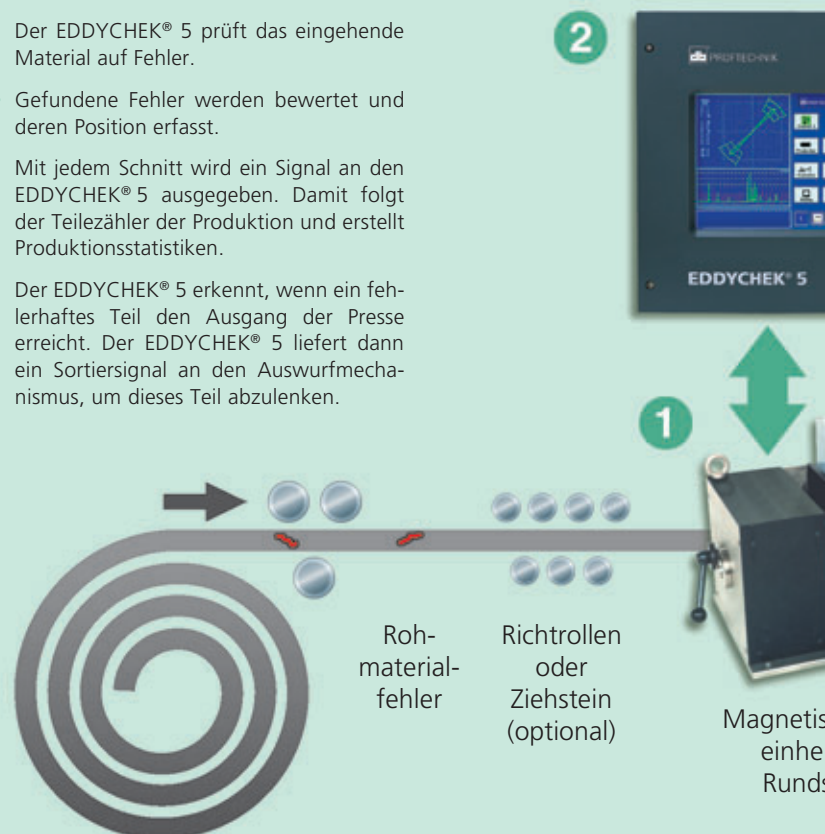 Der EDDYCHEK® 5 prüft das eingehende
Material auf Fehler.
Gefundene Fehler werden bewertet und
deren Position erfasst.
Mit jedem Schnitt wird ein Signal an den
EDDYCHEK® 5 ausgegeben. Damit folgt
der Teilezähler der Produktion und erstellt
Produktionsstatistiken.
Der EDDYCHEK® 5 erkennt, wenn ein feh-
lerhaftes Teil den Ausgang der Presse
erreicht. Der EDDYCHEK® 5 liefert dann
ein Sortiersignal an den Auswurfmecha-
nismus, um dieses Teil abzulenken.
2
PRÜFTECHNIK
EDDYCHEK® 5
1
Roh-
material-
fehler
Richtrollen
oder
Ziehstein
(optional)
Magnetis
einhe
Runds